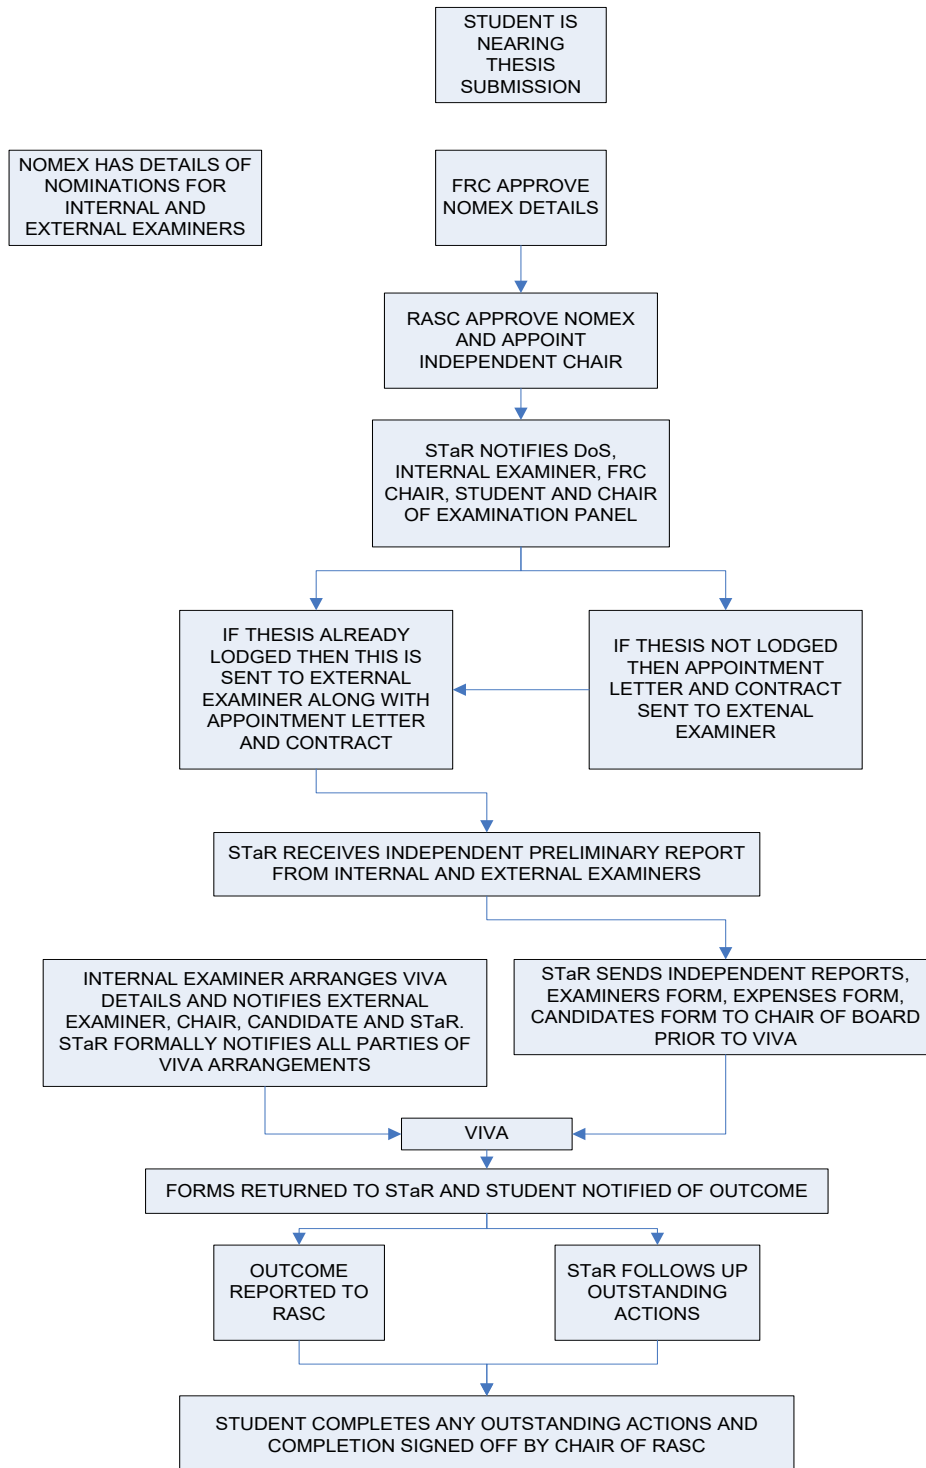 STUDENT IS
NEARING
THESIS
SUBMISSION
NOMEX HAS DETAILS OF
NOMINATIONS FOR
INTERNAL AND
EXTERNAL EXAMINERS
FRC APPROVE
NOMEX DETAILS
RASC APPROVE NOMEX
AND APPOINT
INDEPENDENT CHAIR
STaR NOTIFIES DoS,
INTERNAL EXAMINER, FRC
CHAIR, STUDENT AND CHAIR
OF EXAMINATION PANEL
IF THESIS ALREADY
LODGED THEN THIS IS
SENT TO EXTERNAL
EXAMINER ALONG WITH
APPOINTMENT LETTER
AND CONTRACT
IF THESIS NOT LODGED
THEN APPOINTMENT
LETTER AND CONTRACT
SENT TO EXTENAL
EXAMINER
STaR RECEIVES INDEPENDENT PRELIMINARY REPORT
FROM INTERNAL AND EXTERNAL EXAMINERS
INTERNAL EXAMINER ARRANGES VIVA
DETAILS AND NOTIFIES EXTERNAL
EXAMINER, CHAIR, CANDIDATE AND STaR.
STaR FORMALLY NOTIFIES ALL PARTIES OF
VIVA ARRANGEMENTS
STaR SENDS INDEPENDENT REPORTS,
EXAMINERS FORM, EXPENSES FORM,
CANDIDATES FORM TO CHAIR OF BOARD
PRIOR TO VIVA
VIVA
FORMS RETURNED TO STaR AND STUDENT NOTIFIED OF OUTCOME
OUTCOME
REPORTED TO
RASC
STaR FOLLOWS UP
OUTSTANDING
ACTIONS
STUDENT COMPLETES ANY OUTSTANDING ACTIONS AND
COMPLETION SIGNED OFF BY CHAIR OF RASC